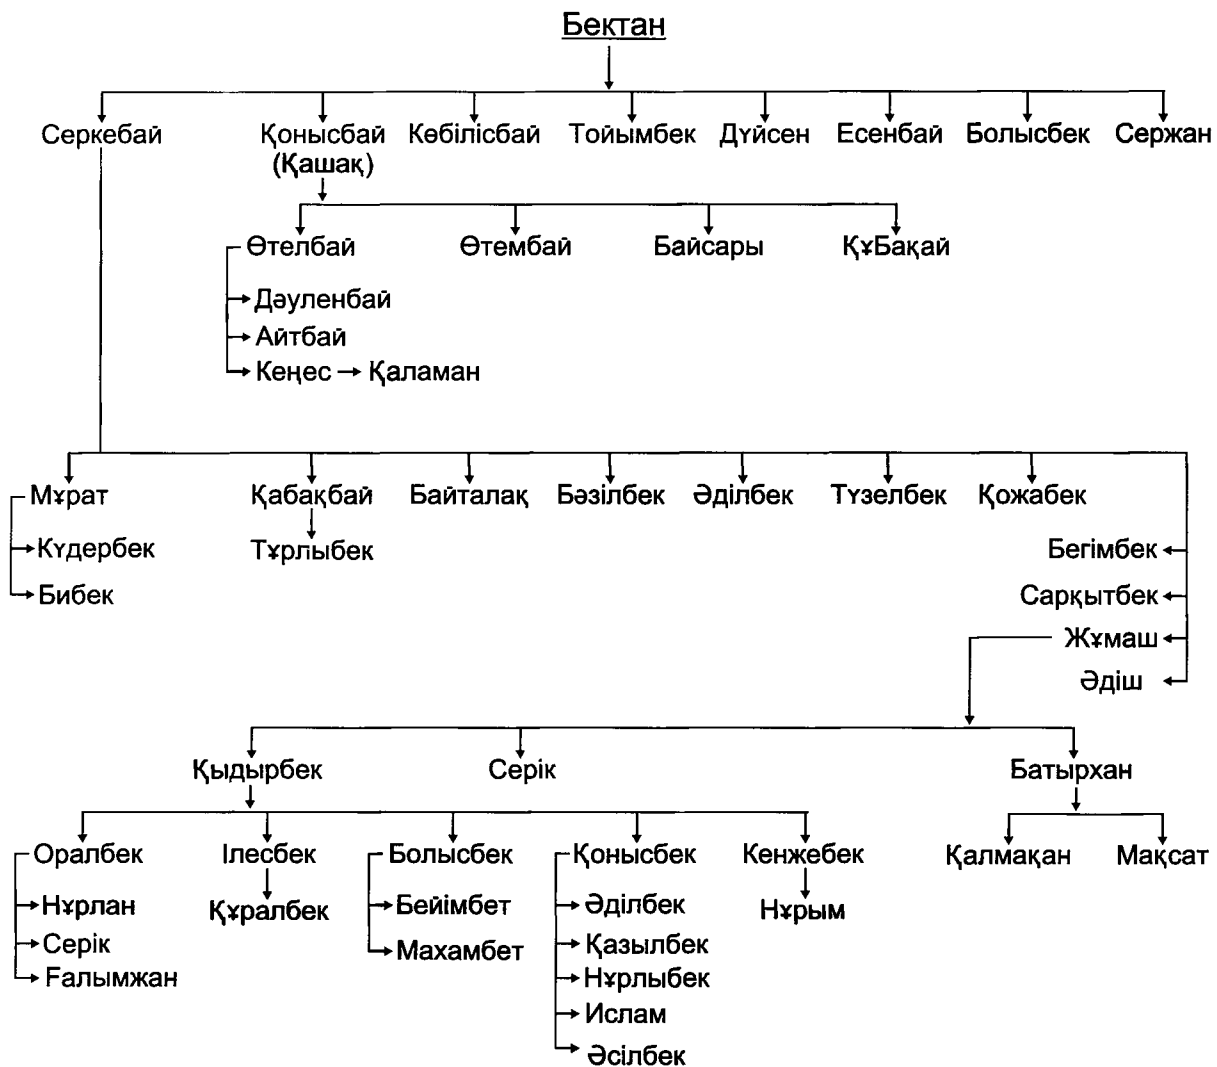 Бектан
Серкебай Қонысбай Көбілісбай Тойымбек Дүйсен Есенбай Болысбек Сержан
(Қашақ)
Өтелбай Өтембай Байсары ҚұБақай
Дәуленбай
Айтбай
Кеңес Қаламан
Мұрат Қабақбай Байталақ Бәзілбек Әділбек Түзелбек Қожабек
Күдербек Тұрлыбек Бегімбек
Бибек Сарқытбек
Жұмаш
Әдіш
Қыдырбек Серік Батырхан
Оралбек Ілесбек Болысбек Қонысбек Кенжебек Қалмақан Мақсат
Нұрлан Құралбек Бейімбет Әділбек Нұрым
Серік Махамбет Қазылбек
Ғалымжан Нұрлыбек
Ислам
Әсілбек